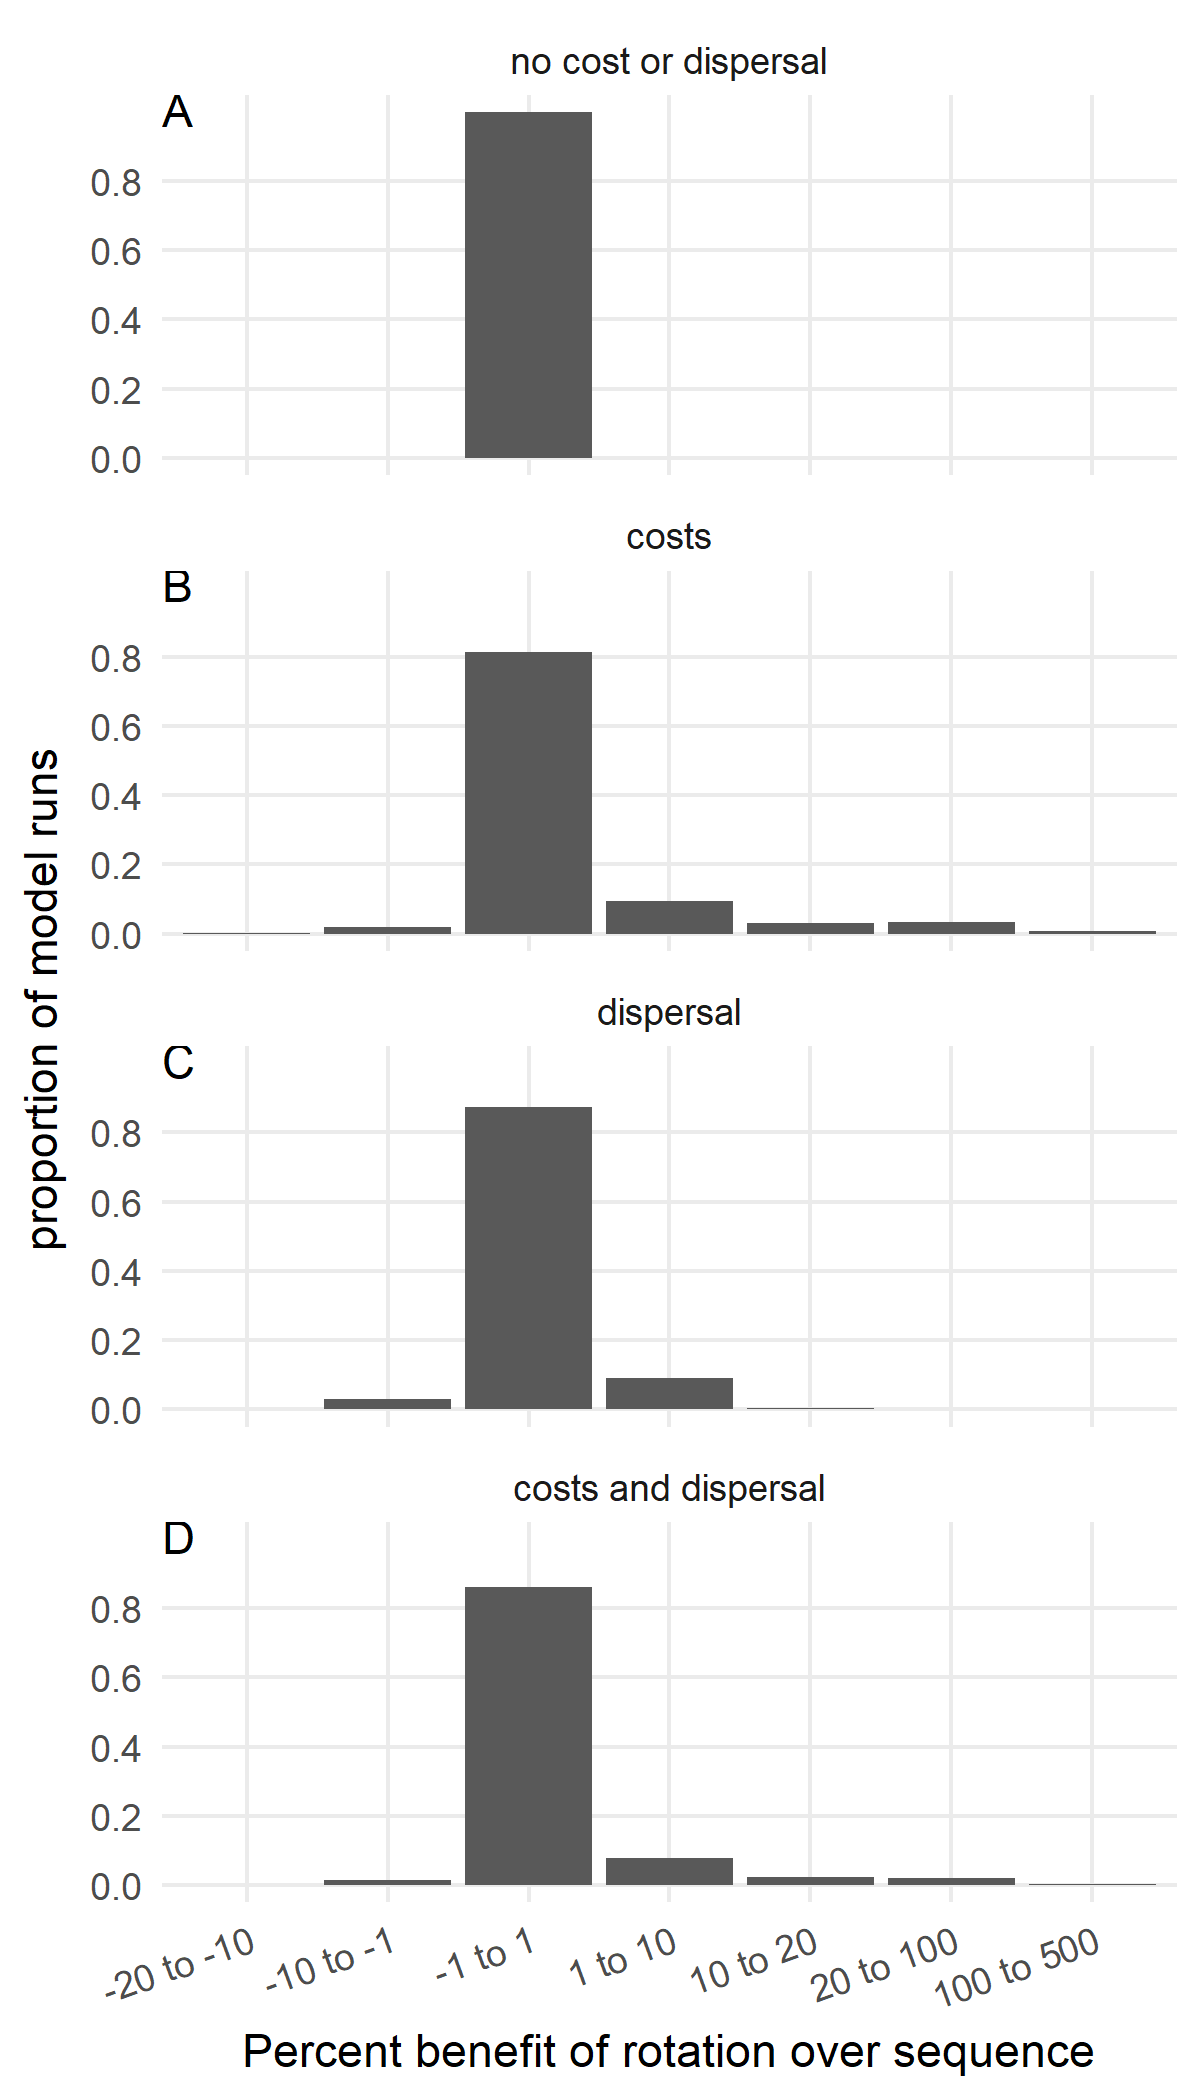 no cost or dispersal
A
0.8
0.6
0.4
0.2
0.0
costs
B
0.8
0.6
0.4
0.2
0.0
dispersal
C
0.8
0.6
0.4
0.2
0.0
costs and dispersal
D
0.8
0.6
0.4
0.2
0.0
proportion of model runs
-20 to -10
-10 to -1
-1 to 1
1 to 10
10 to 20
20 to 100
100 to 500
Percent benefit of rotation over sequence